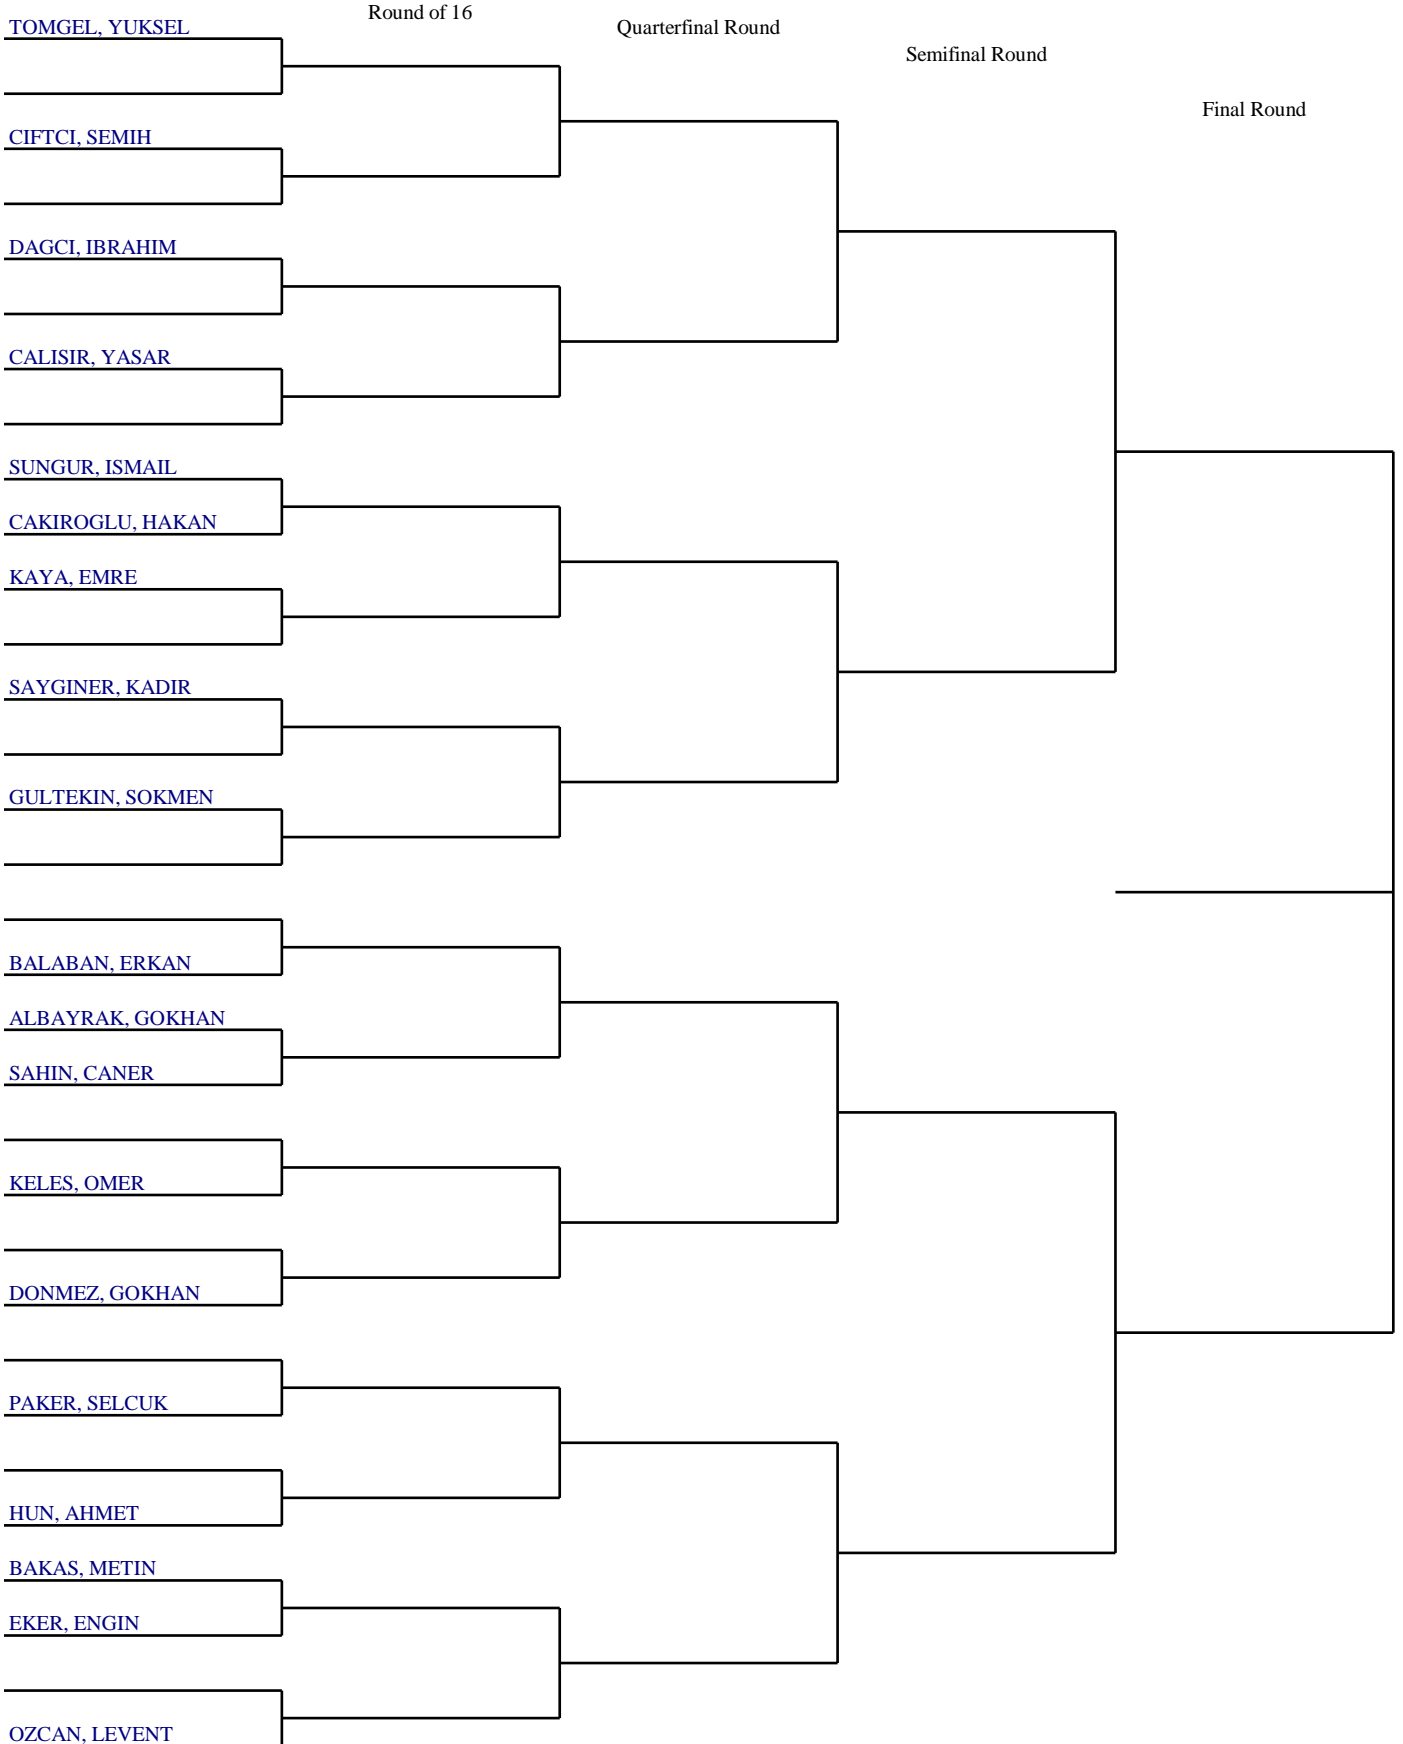 Round of 16
Quarterfinal Round
Semifinal Round
Final Round
TOMGEL, YUKSEL
CIFTCI, SEMIH
DAGCI, IBRAHIM
CALISIR, YASAR
SUNGUR, ISMAIL
CAKIROGLU, HAKAN
KAYA, EMRE
SAYGINER, KADIR
GULTEKIN, SOKMEN
BALABAN, ERKAN
ALBAYRAK, GOKHAN
SAHIN, CANER
KELES, OMER
DONMEZ, GOKHAN
PAKER, SELCUK
HUN, AHMET
BAKAS, METIN
EKER, ENGIN
OZCAN, LEVENT